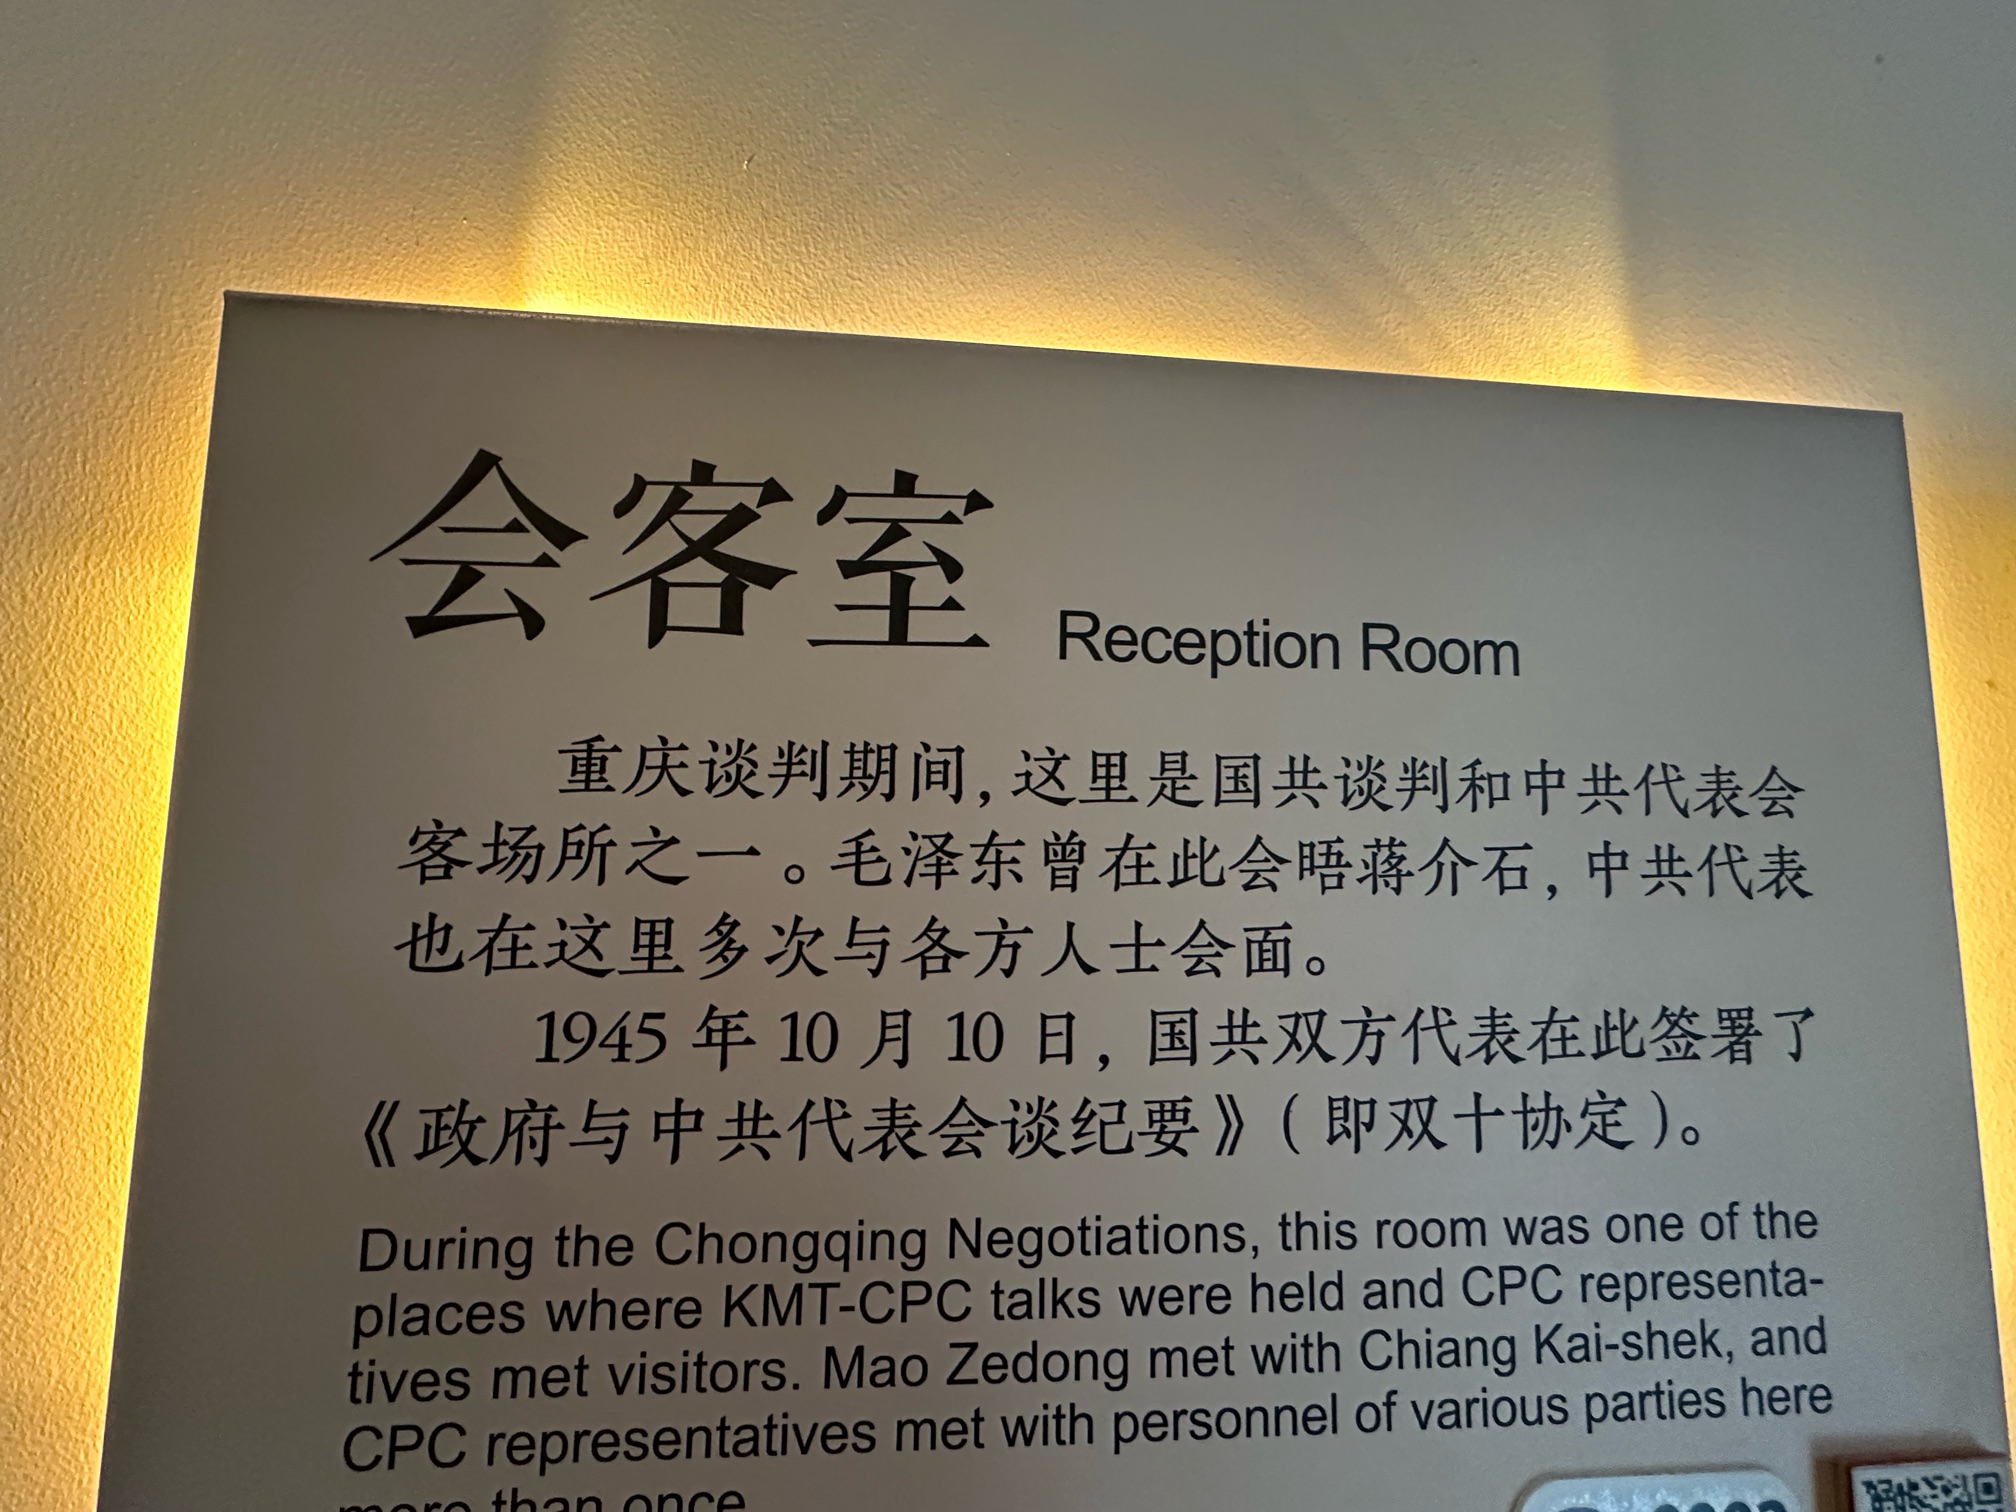 会客室 Reception Room
重庆谈判期间，这里是国共谈判和中共代表会
客场所之一。毛泽东曾在此会晤蒋介石，中共代表
也在这里多次与各方人士会面。
1945 年 10 月 10 日，国共双方代表在此签署了
《政府与中共代表会谈纪要》（即双十协定）。
During the Chongqing Negotiations, this room was one of the
places where KMT-CPC talks were held and CPC representa-
tives met visitors. Mao Zedong met with Chiang Kai-shek, and
CPC representatives met with personnel of various parties here
more than once